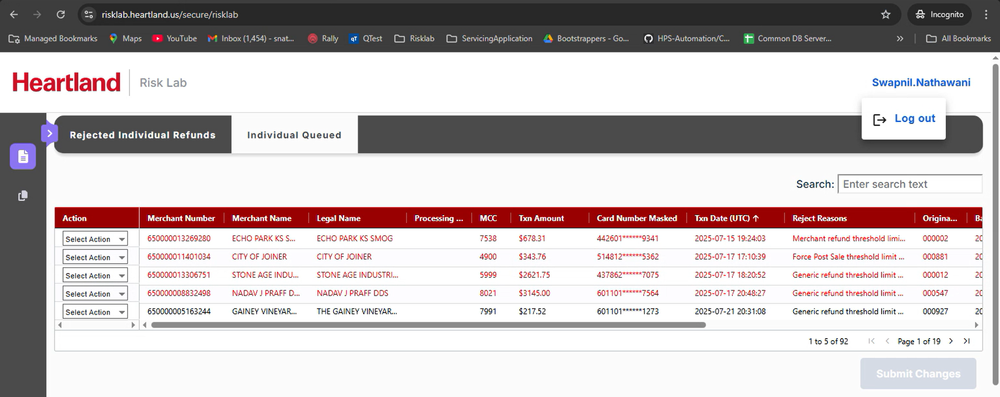 risklab.heartland.us/secure/risklab Incognito
Managed Bookmarks Maps YouTube Inbox (1,454) - snat... Rally QTest Risklab ServicingApplication Bootstrappers - Go... HPS-Automation/C... Common DB Server... » All Bookmarks
Heartland Risk Lab Swapnil.Nathawani
Log out
Rejected Individual Refunds Individual Queued
Search: Enter search text
Action Merchant Number Merchant Name Legal Name Processing ... MCC Txn Amount Card Number Masked Txn Date (UTC) ↑ Reject Reasons Origina... Ba
Select Action 650000013269280 ECHO PARK KS S... ECHO PARK KS SMOG 7538 $678.31 442601******9341 2025-07-15 19:24:03 Merchant refund threshold limi... 000002 20
Select Action 650000011401034 CITY OF JOINER CITY OF JOINER 4900 $343.76 514812******5362 2025-07-17 17:10:39 Force Post Sale threshold limit ... 000881 20
Select Action 650000013306751 STONE AGE INDU... STONE AGE INDUSTRI... 5999 $2621.75 437862******7075 2025-07-17 18:20:52 Generic refund threshold limit ... 000012 20
Select Action 650000008832498 NADAV J PRAFF D... NADAV J PRAFF DDS 8021 $3145.00 601101******7564 2025-07-17 20:48:27 Generic refund threshold limit ... 000547 20
Select Action 650000005163244 GAINEY VINEYAR... THE GAINEY VINEYAR... 7991 $217.52 601101******1273 2025-07-21 20:31:08 Generic refund threshold limit ... 000927 20
1 to 5 of 92 Page 1 of 19
Submit Changes